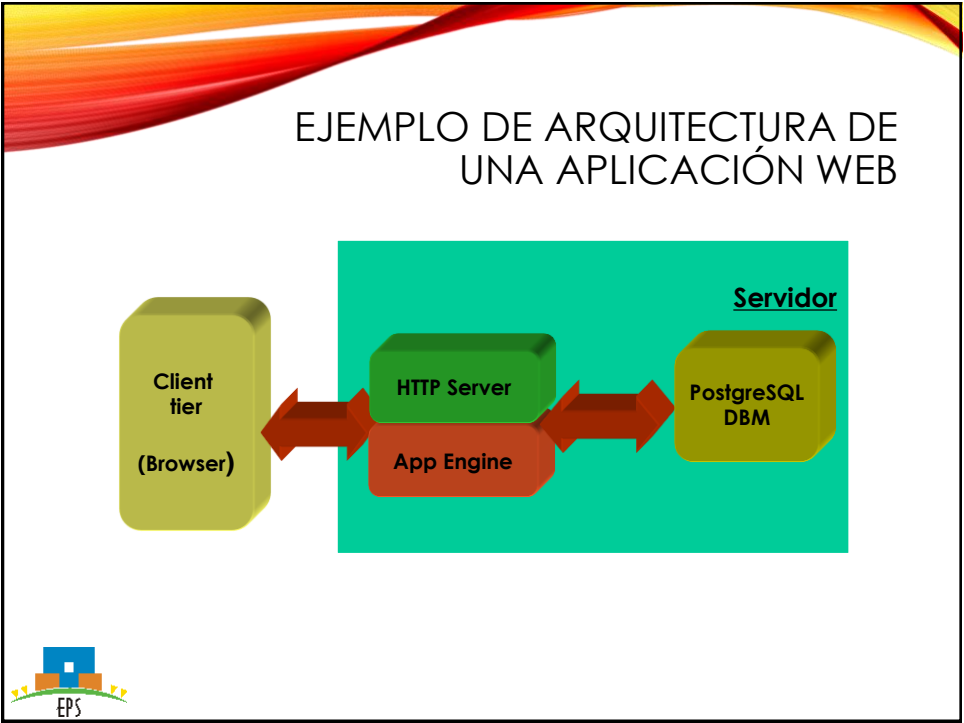 EJEMPLO DE ARQUITECTURA DE
UNA APLICACIÓN WEB
Servidor
Client
tier
(Browser)
HTTP Server
App Engine
PostgreSQL
DBM
EPS